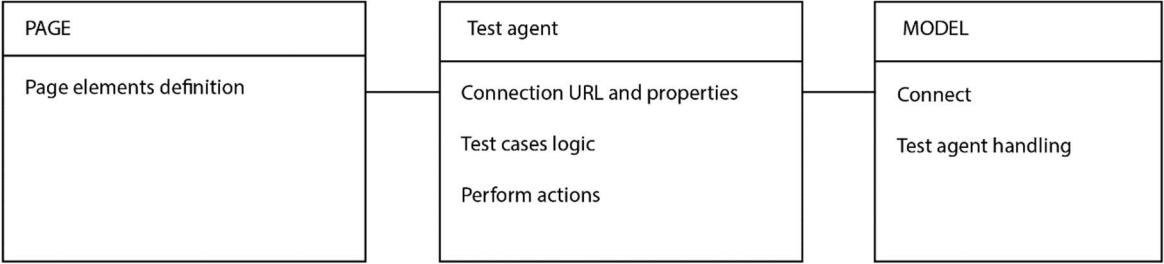 PAGE
Page elements definition
Test agent
Connection URL and properties
Test cases logic
Perform actions
MODEL
Connect
Test agent handling